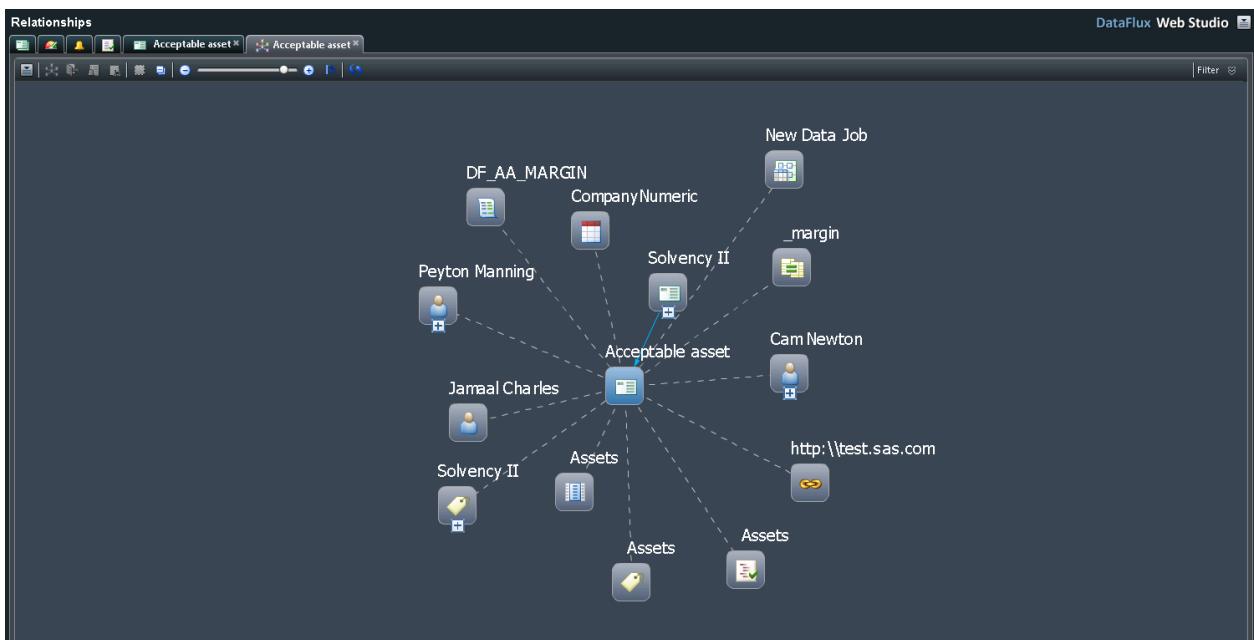 Relationships
DataFlux Web Studio
Acceptable asset
Acceptable asset
Filter
New Data Job
DF_AA_MARGIN
CompanyNumeric
_margin
Solvency II
Peyton Manning
Cam Newton
Acceptable asset
Jamaal Charles
http:\\test.sas.com
Assets
Solvency II
Assets
Assets